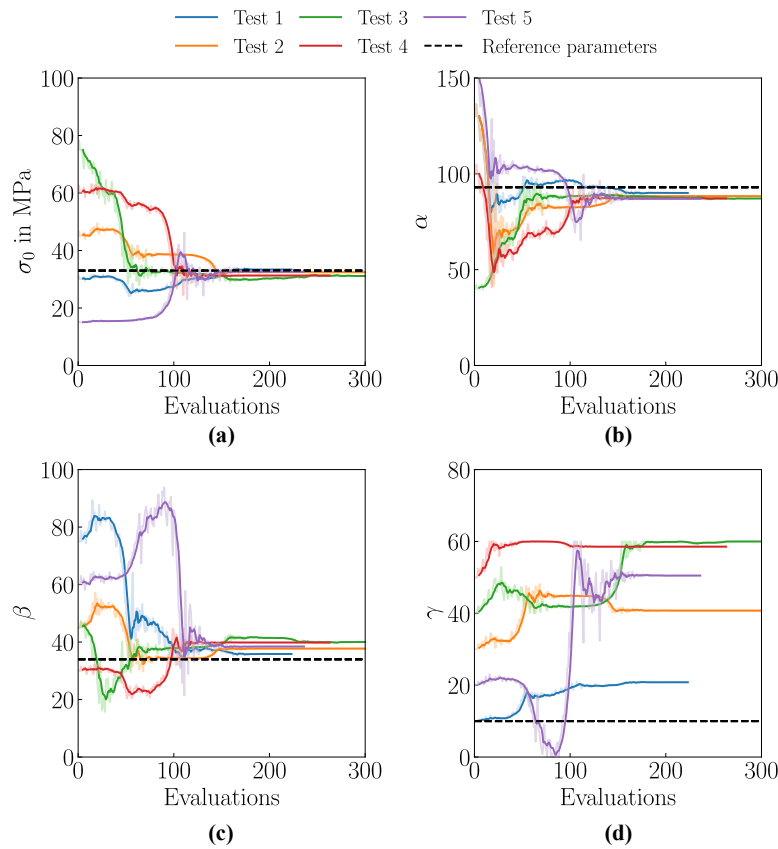 Test 1 Test 3 Test 5
Test 2 Test 4 Reference parameters
100
80
60
40
20
0
σ₀ in MPa
0 100 200 300
Evaluations
(a)
150
100
50
0
α
0 100 200 300
Evaluations
(b)
100
80
60
40
20
0
β
0 100 200 300
Evaluations
(c)
80
60
40
20
0
γ
0 100 200 300
Evaluations
(d)